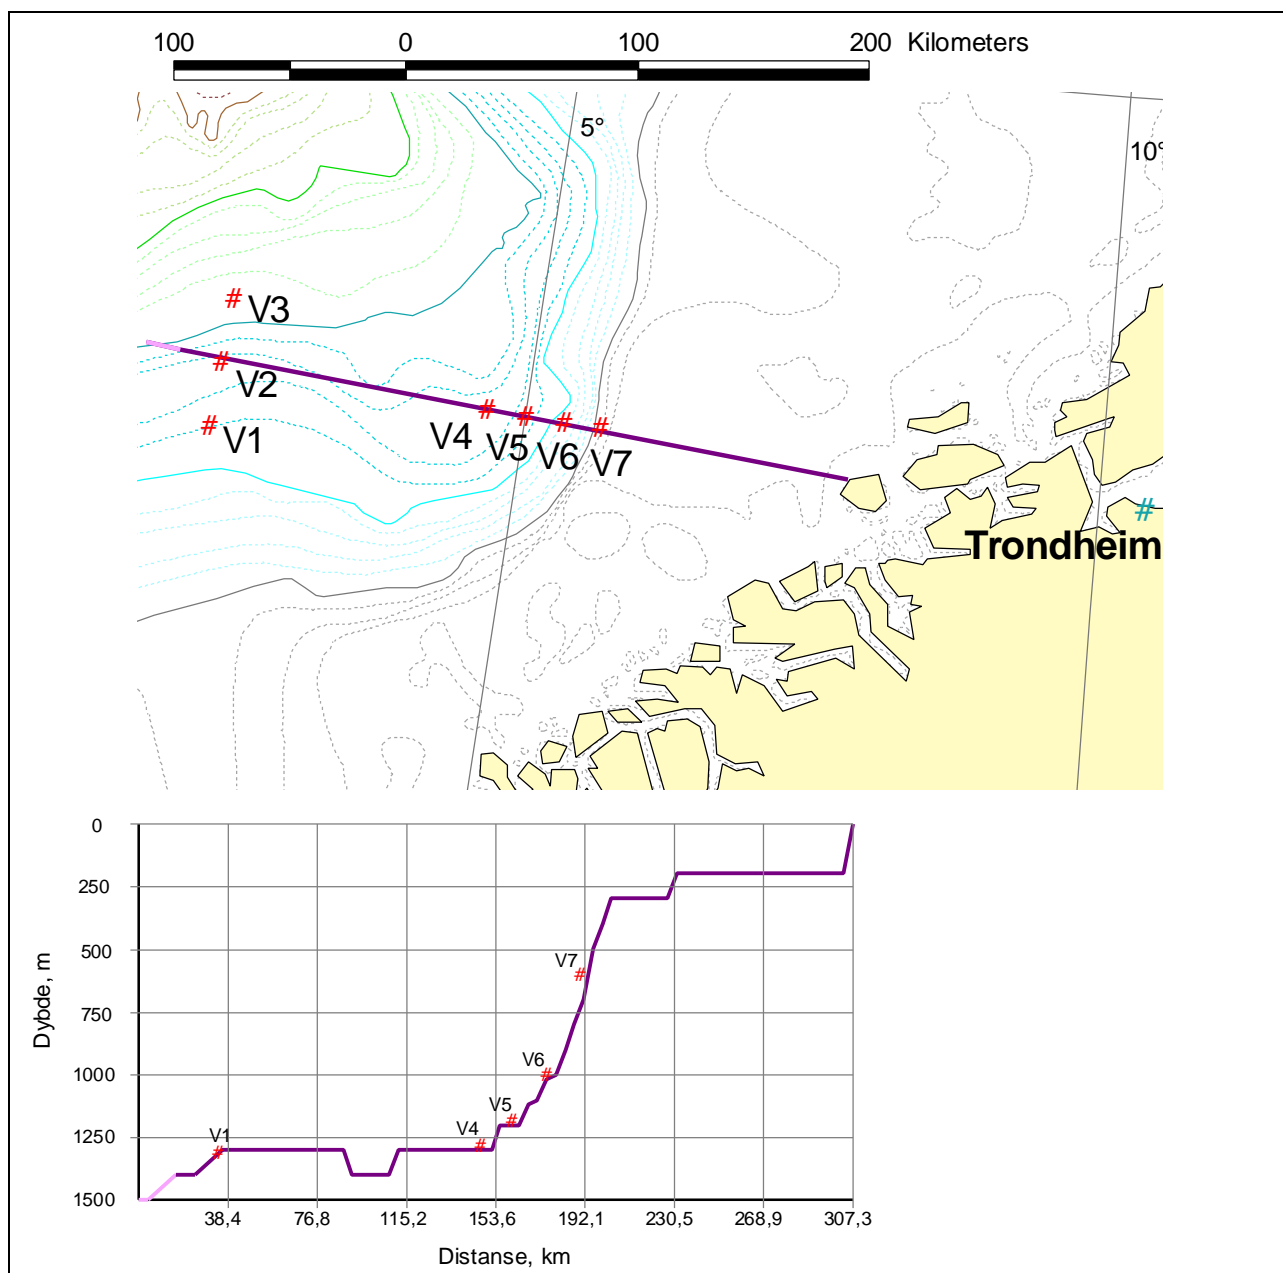 100 0 100 200 Kilometers
5°
10°
V3
V2
V1
V4 V5 V6 V7
Trondheim
0
250
500
750
1000
1250
1500
Dybde, m
V7
V6
V5
V4
V1
38,4 76,8 115,2 153,6 192,1 230,5 268,9 307,3
Distanse, km